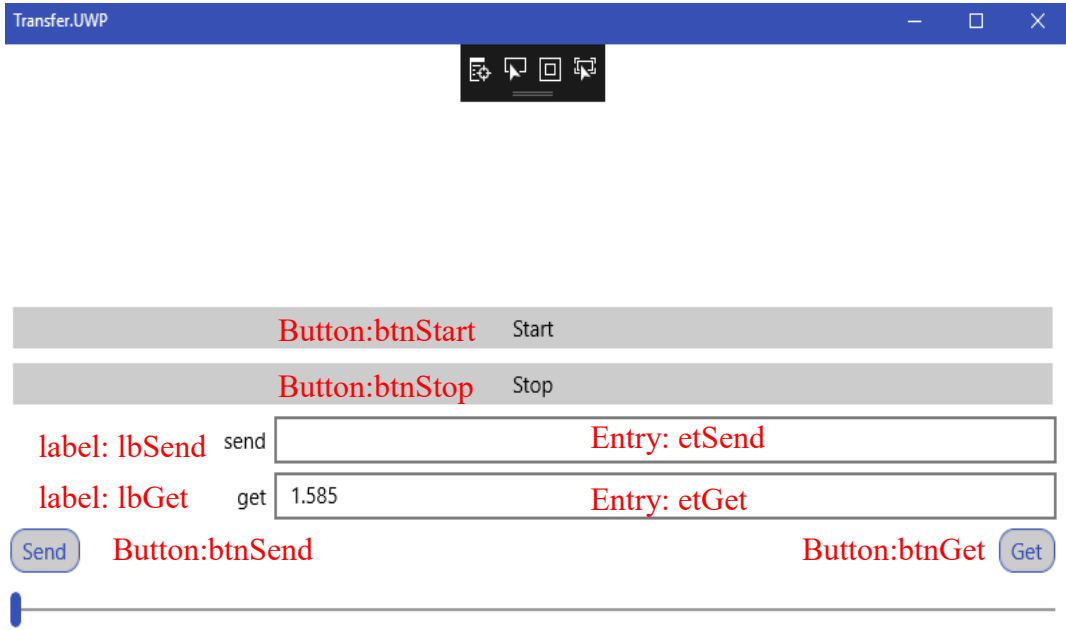 Transfer.UWP
Button:btnStart Start
Button:btnStop Stop
label: lbSend send Entry: etSend
label: lbGet get 1.585 Entry: etGet
Send Button:btnSend Button:btnGet Get